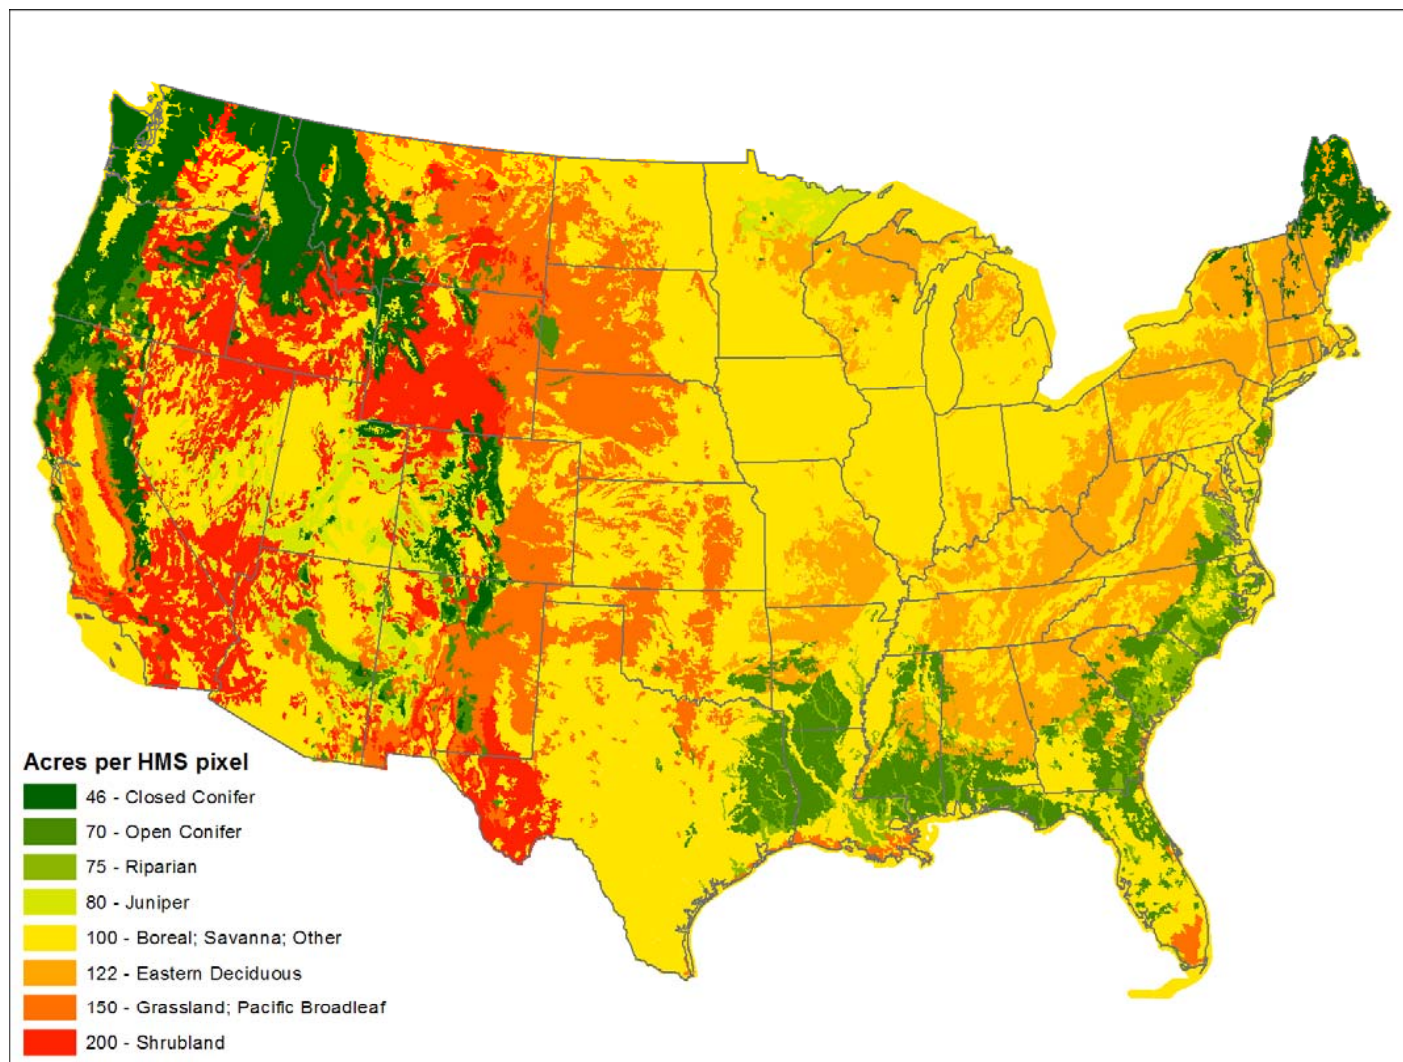 Acres per HMS pixel
46 - Closed Conifer
70 - Open Conifer
75 - Riparian
80 - Juniper
100 - Boreal; Savanna; Other
122 - Eastern Deciduous
150 - Grassland; Pacific Broadleaf
200 - Shrubland